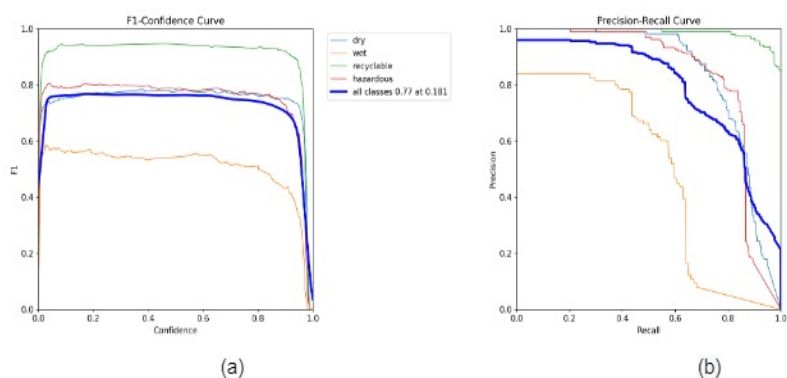 F1-Confidence Curve
1.0
0.8
0.6
0.4
0.2
0.0
F1
0.0 0.2 0.4 0.6 0.8 1.0
Confidence
dry
wet
recyclable
hazardous
all classes 0.77 at 0.181
(a)
Precision-Recall Curve
1.0
0.8
0.6
0.4
0.2
0.0
Precision
0.0 0.2 0.4 0.6 0.8 1.0
Recall
(b)